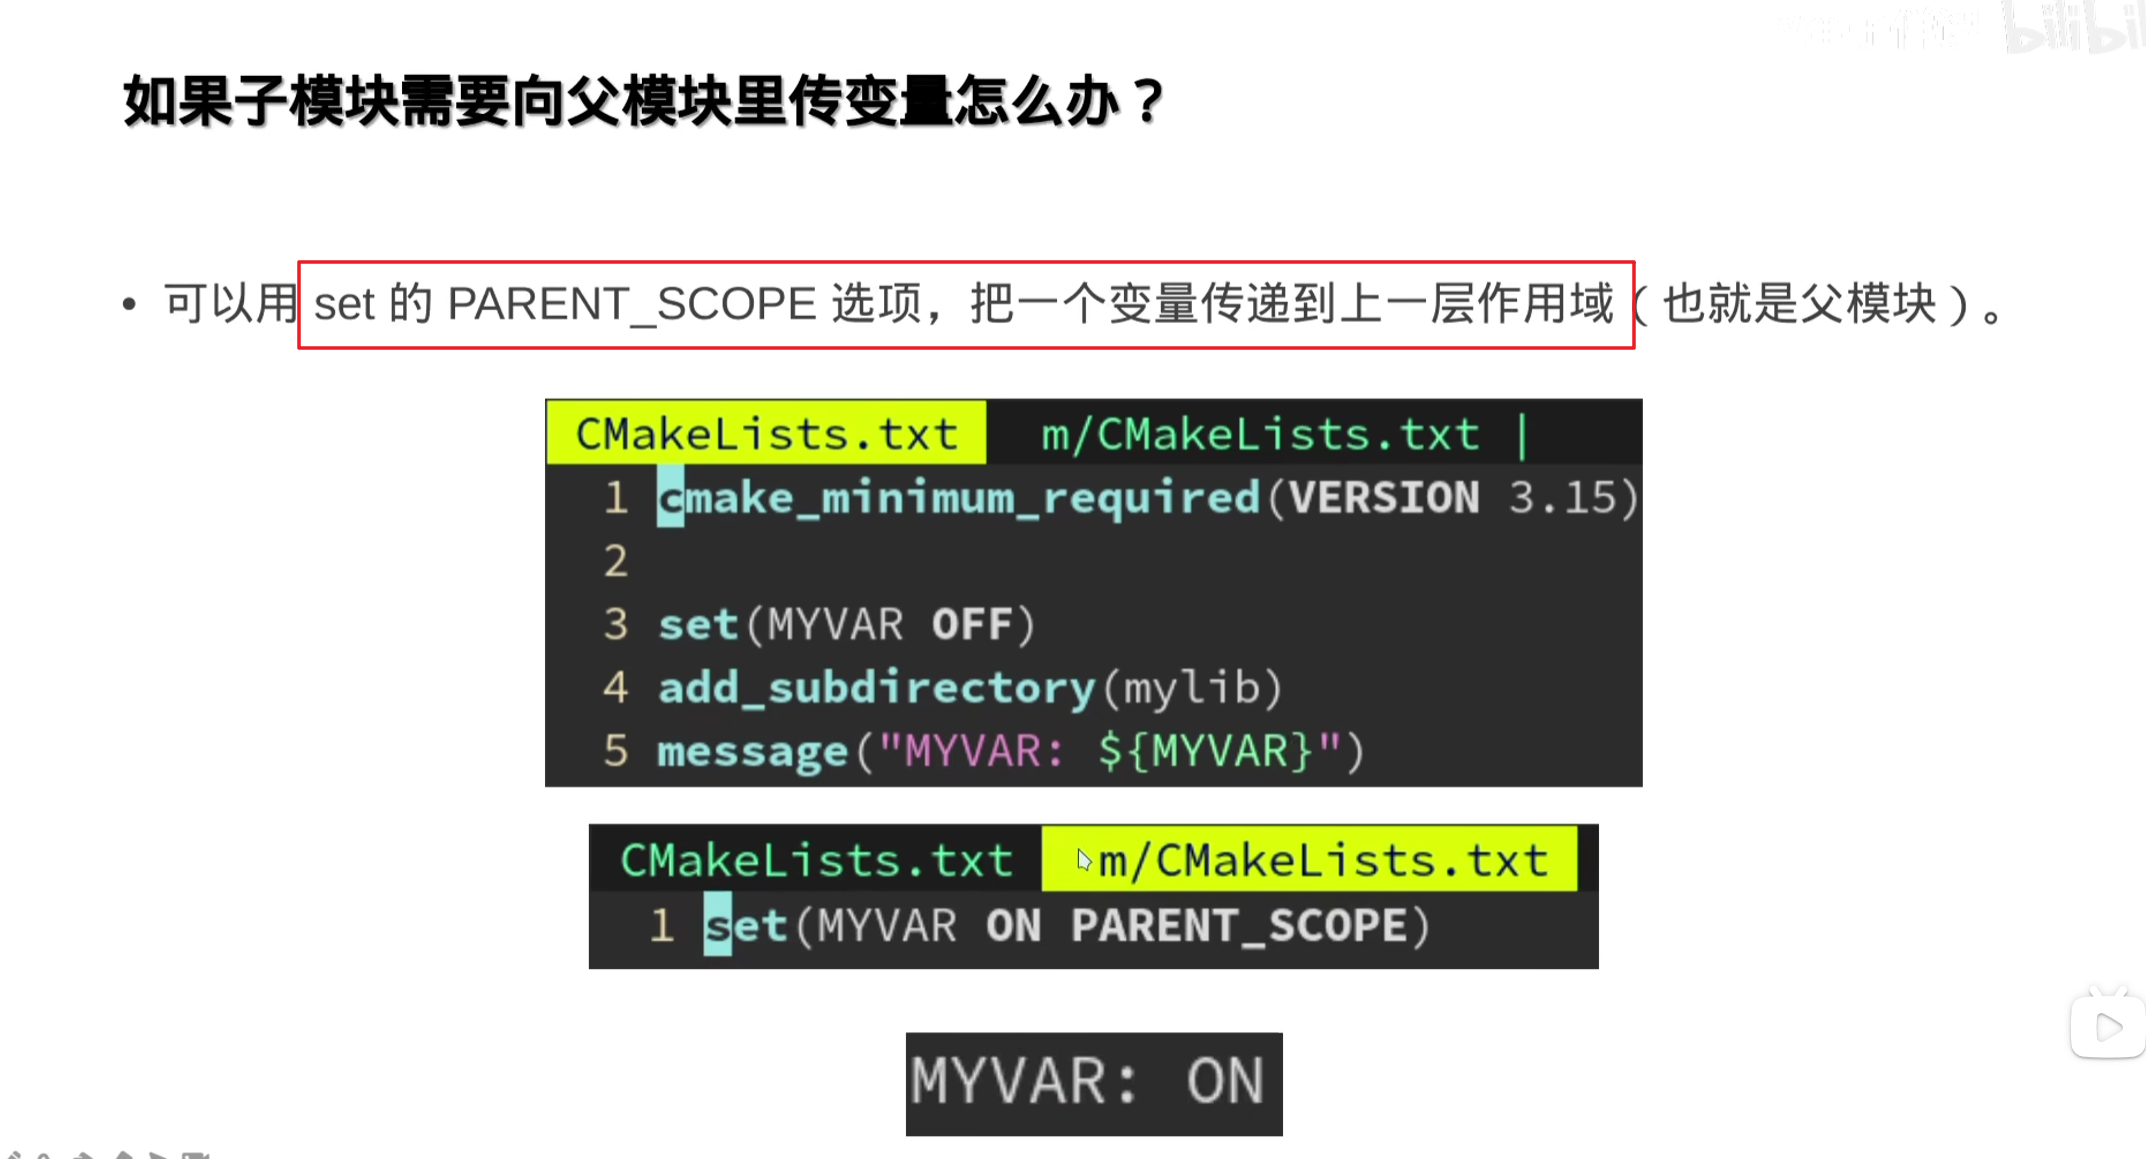 如果子模块需要向父模块里传变量怎么办？
• 可以用 set 的 PARENT_SCOPE 选项，把一个变量传递到上一层作用域（也就是父模块）。
CMakeLists.txt m/CMakeLists.txt |
1 cmake_minimum_required(VERSION 3.15)
2
3 set(MYVAR OFF)
4 add_subdirectory(mylib)
5 message("MYVAR: ${MYVAR}")
CMakeLists.txt m/CMakeLists.txt
1 set(MYVAR ON PARENT_SCOPE)
MYVAR: ON